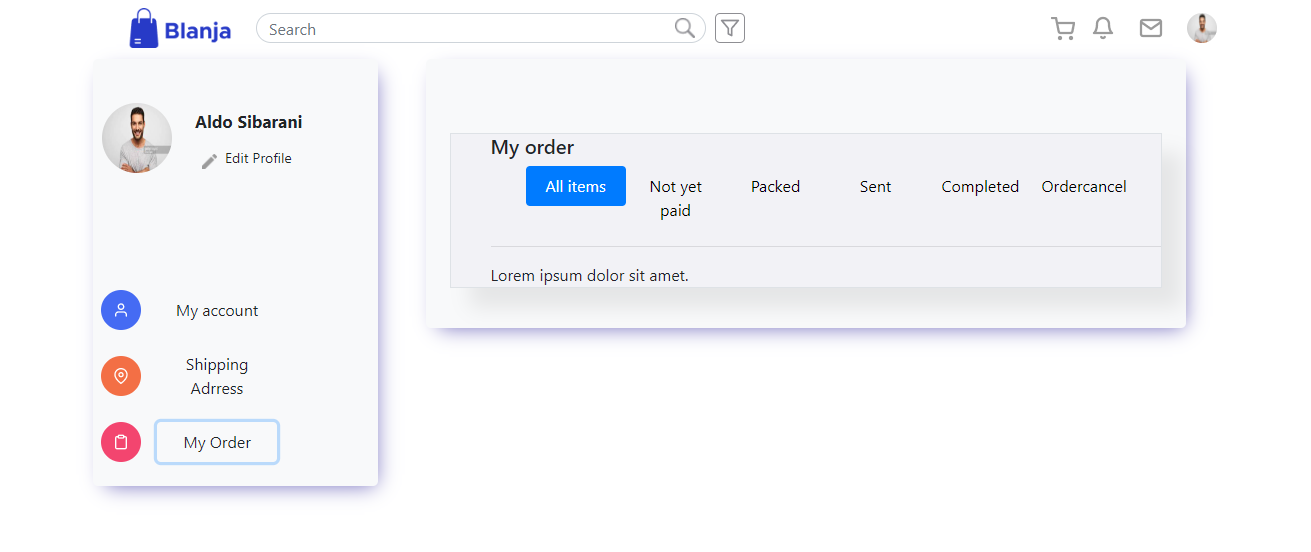 Blanja
Search
Aldo Sibarani
Edit Profile
My account
Shipping
Adrress
My Order
My order
All items
Not yet
paid
Packed
Sent
Completed
Ordercancel
Lorem ipsum dolor sit amet.